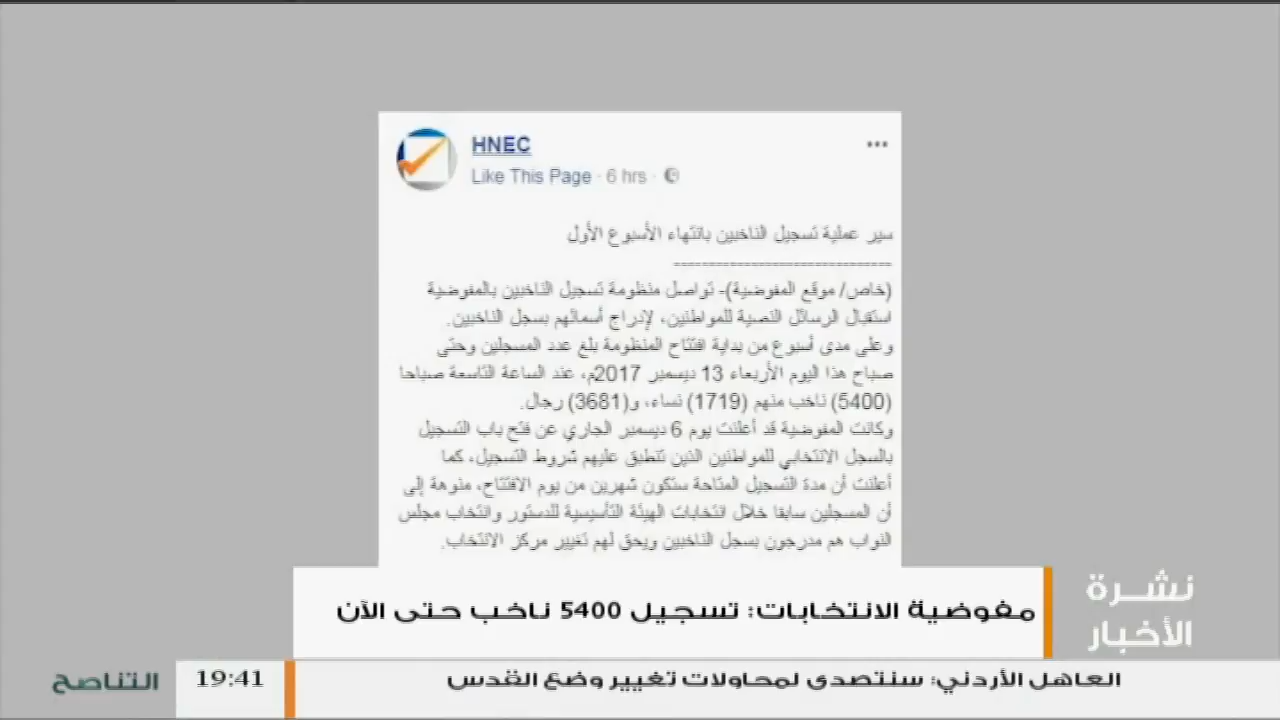 HNEC
Like This Page · 6 hrs ·
سير عملية تسجيل الناخبين بانتهاء الأسبوع الأول
-------------------------------
(خاص/ موقع المفوضية)- تواصل منظومة تسجيل الناخبين بالمفوضية
استقبال الرسائل النصية للمواطنين، لإدراج أسمائهم بسجل الناخبين.
وعلى مدى أسبوع من بداية افتتاح المنظومة بلغ عدد المسجلين وحتى
صباح هذا اليوم الأربعاء 13 ديسمبر 2017م، عند الساعة التاسعة صباحا
(5400) ناخب منهم (1719) نساء، و(3681) رجال.
وكانت المفوضية قد أعلنت يوم 6 ديسمبر الجاري عن فتح باب التسجيل
بالسجل الانتخابي للمواطنين الذين تنطبق عليهم شروط التسجيل، كما
أعلنت أن مدة التسجيل المتاحة ستكون شهرين من يوم الافتتاح، منوهة إلى
أن المسجلين سابقا خلال انتخابات الهيئة التأسيسية للدستور وانتخاب مجلس
النواب هم مدرجون بسجل الناخبين ويحق لهم تغيير مركز الانتخاب.
نشرة
الأخبار
مفوضية الانتخابات: تسجيل 5400 ناخب حتى الآن
العاهل الأردني: سنتصدى لمحاولات تغيير وضع القدس
19:41
التناصح